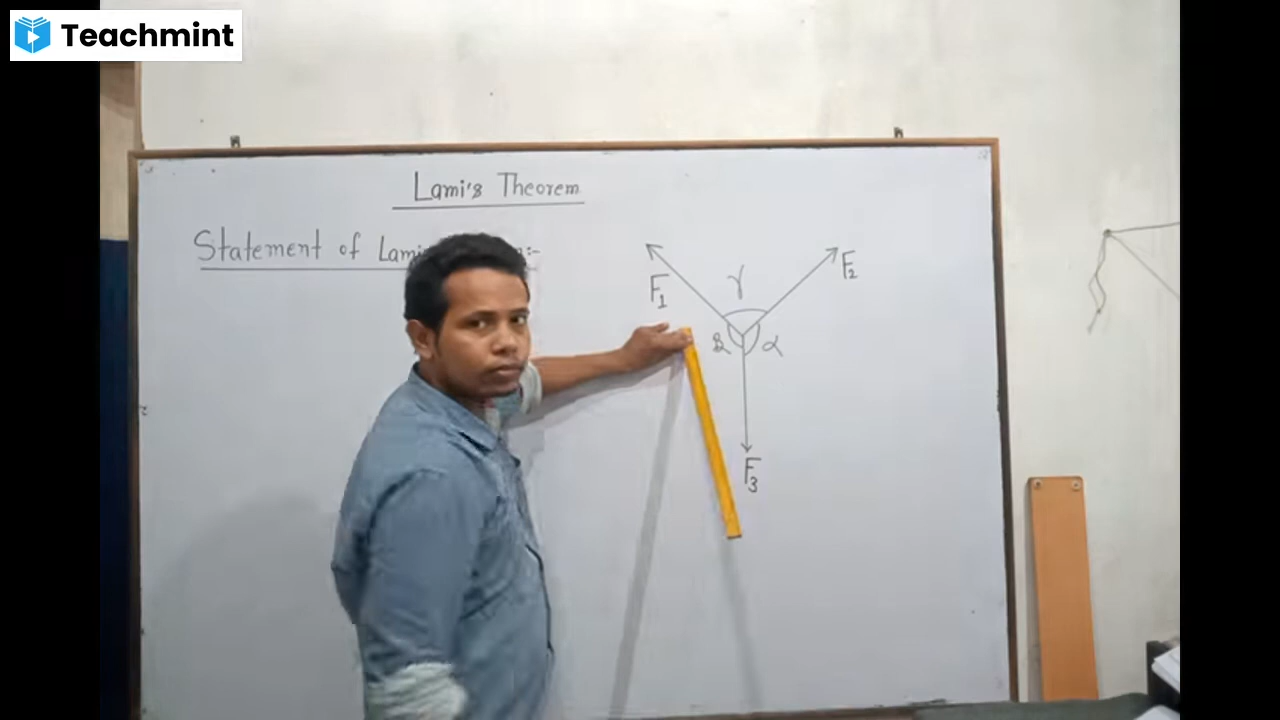 Teachmint
Lami's Theorem
Statement of Lami :-
F₁
γ
F₂
α
F₃